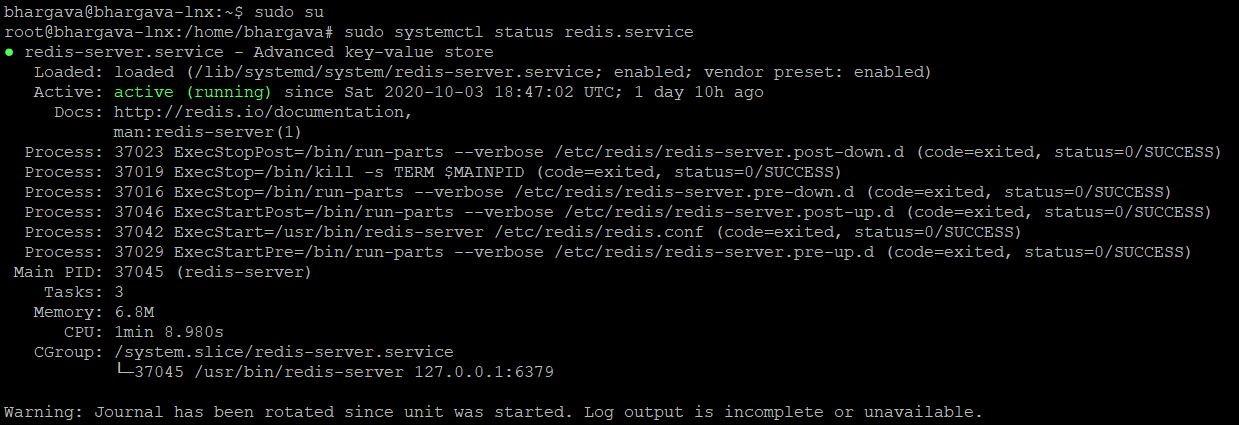 bhargava@bhargava-lnx:~$ sudo su
root@bhargava-lnx:/home/bhargava# sudo systemctl status redis.service
● redis-server.service - Advanced key-value store
   Loaded: loaded (/lib/systemd/system/redis-server.service; enabled; vendor preset: enabled)
   Active: active (running) since Sat 2020-10-03 18:47:02 UTC; 1 day 10h ago
     Docs: http://redis.io/documentation,
           man:redis-server(1)
  Process: 37023 ExecStopPost=/bin/run-parts --verbose /etc/redis/redis-server.post-down.d (code=exited, status=0/SUCCESS)
  Process: 37019 ExecStop=/bin/kill -s TERM $MAINPID (code=exited, status=0/SUCCESS)
  Process: 37016 ExecStop=/bin/run-parts --verbose /etc/redis/redis-server.pre-down.d (code=exited, status=0/SUCCESS)
  Process: 37046 ExecStartPost=/bin/run-parts --verbose /etc/redis/redis-server.post-up.d (code=exited, status=0/SUCCESS)
  Process: 37042 ExecStart=/usr/bin/redis-server /etc/redis/redis.conf (code=exited, status=0/SUCCESS)
  Process: 37029 ExecStartPre=/bin/run-parts --verbose /etc/redis/redis-server.pre-up.d (code=exited, status=0/SUCCESS)
 Main PID: 37045 (redis-server)
    Tasks: 3
   Memory: 6.8M
      CPU: 1min 8.980s
   CGroup: /system.slice/redis-server.service
           └─37045 /usr/bin/redis-server 127.0.0.1:6379

Warning: Journal has been rotated since unit was started. Log output is incomplete or unavailable.